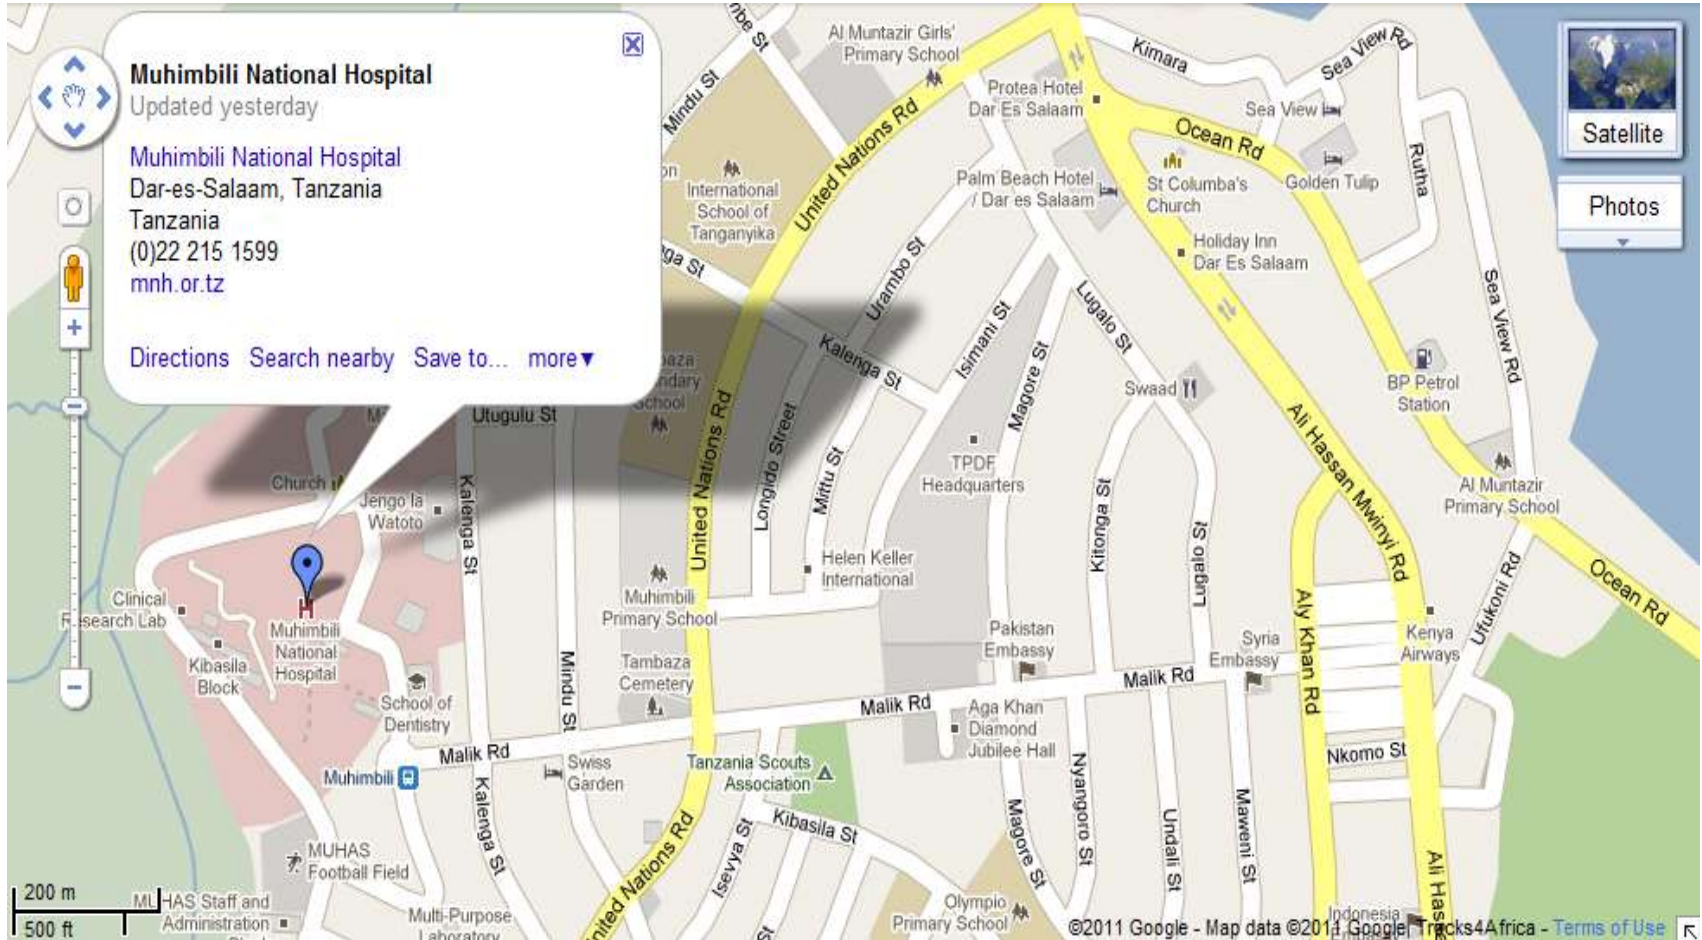 Muhimbili National Hospital
Updated yesterday
Muhimbili National Hospital
Dar-es-Salaam, Tanzania
Tanzania
(0)22 215 1599
mnh.or.tz
Directions Search nearby Save to... more▾
Satellite
Photos
Mindu St
Al Muntazir Girls'
Primary School
United Nations Rd
Protea Hotel
Dar Es Salaam
Kimara
Sea View Rd
Sea View
Ocean Rd
Rutha
International
School of
Tanganyika
Palm Beach Hotel
/ Dar es Salaam
St Columba's
Church
Golden Tulip
Holiday Inn
Dar Es Salaam
Urambo St
Kalenga St
Isimani St
Magore St
Lugalo St
Sea View Rd
Swaad
BP Petrol
Station
Ali Hassan Mwinyi Rd
Utugulu St
School
United Nations Rd
Longido Street
Mittu St
TPDF
Headquarters
Al Muntazir
Primary School
Church
Jengo la
Watoto
Kalenga St
Kitonga St
Lugalo St
Helen Keller
International
Muhimbili
Primary School
Clinical
Research Lab
Muhimbili
National
Hospital
Kibasila
Block
School of
Dentistry
Mindu St
Tambaza
Cemetery
Pakistan
Embassy
Syria
Embassy
Aly Khan Rd
Kenya
Airways
Ufukoni Rd
Ocean Rd
Malik Rd
Malik Rd
Malik Rd
Aga Khan
Diamond
Jubilee Hall
Nkomo St
Muhimbili
Swiss
Garden
Tanzania Scouts
Association
Kalenga St
Kibasila St
Isevya St
United Nations Rd
Magore St
Nyangoro St
Undali St
Maweni St
Ali Hass
MUHAS
Football Field
MUHAS Staff and
Administration
Multi-Purpose
Laboratory
Olympio
Primary School
Indonesia
200 m
500 ft
©2011 Google - Map data ©2011 Google, Tracks4Africa - Terms of Use